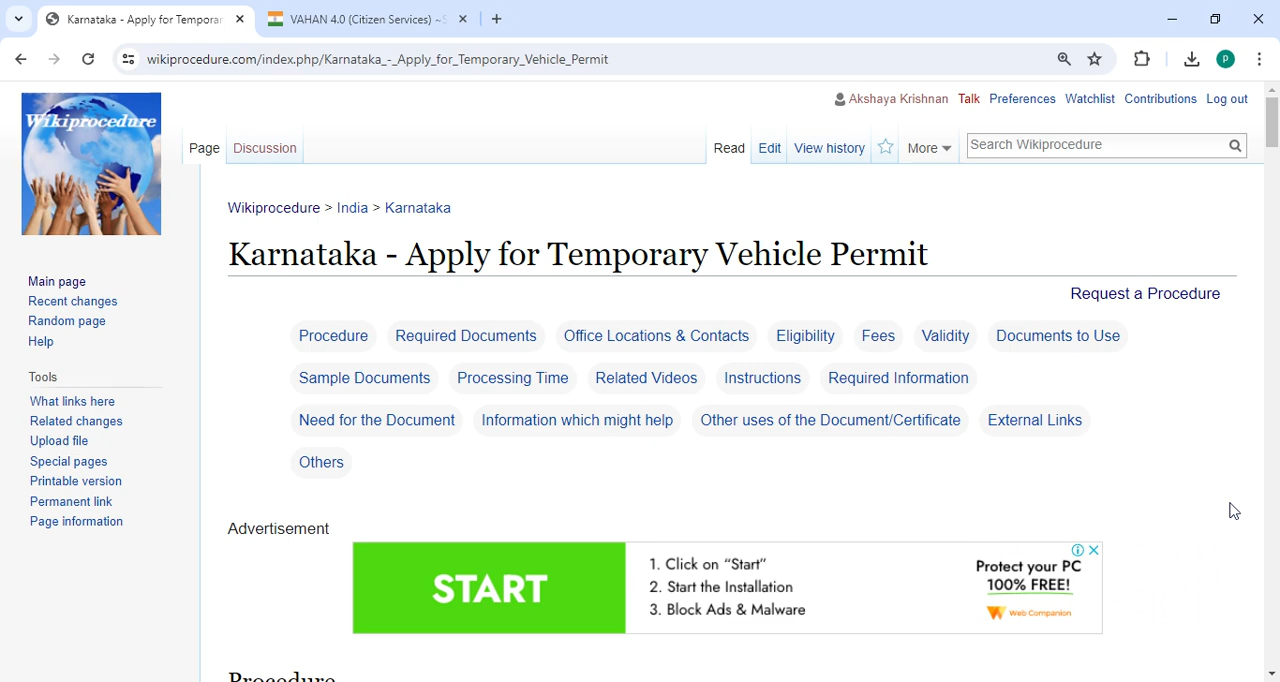 Karnataka - Apply for Tempora
VAHAN 4.0 (Citizen Services) ~
wikiprocedure.com/index.php/Karnataka_-_Apply_for_Temporary_Vehicle_Permit
P
Wikiprocedure
Akshaya Krishnan Talk Preferences Watchlist Contributions Log out
Page Discussion Read Edit View history More Search Wikiprocedure
Wikiprocedure > India > Karnataka
Karnataka - Apply for Temporary Vehicle Permit
Request a Procedure
Main page
Recent changes
Random page
Help
Tools
What links here
Related changes
Upload file
Special pages
Printable version
Permanent link
Page information
Procedure Required Documents Office Locations & Contacts Eligibility Fees Validity Documents to Use
Sample Documents Processing Time Related Videos Instructions Required Information
Need for the Document Information which might help Other uses of the Document/Certificate External Links
Others
Advertisement
START
1. Click on “Start”
2. Start the Installation
3. Block Ads & Malware
Protect your PC
100% FREE!
Web Companion
Procedure